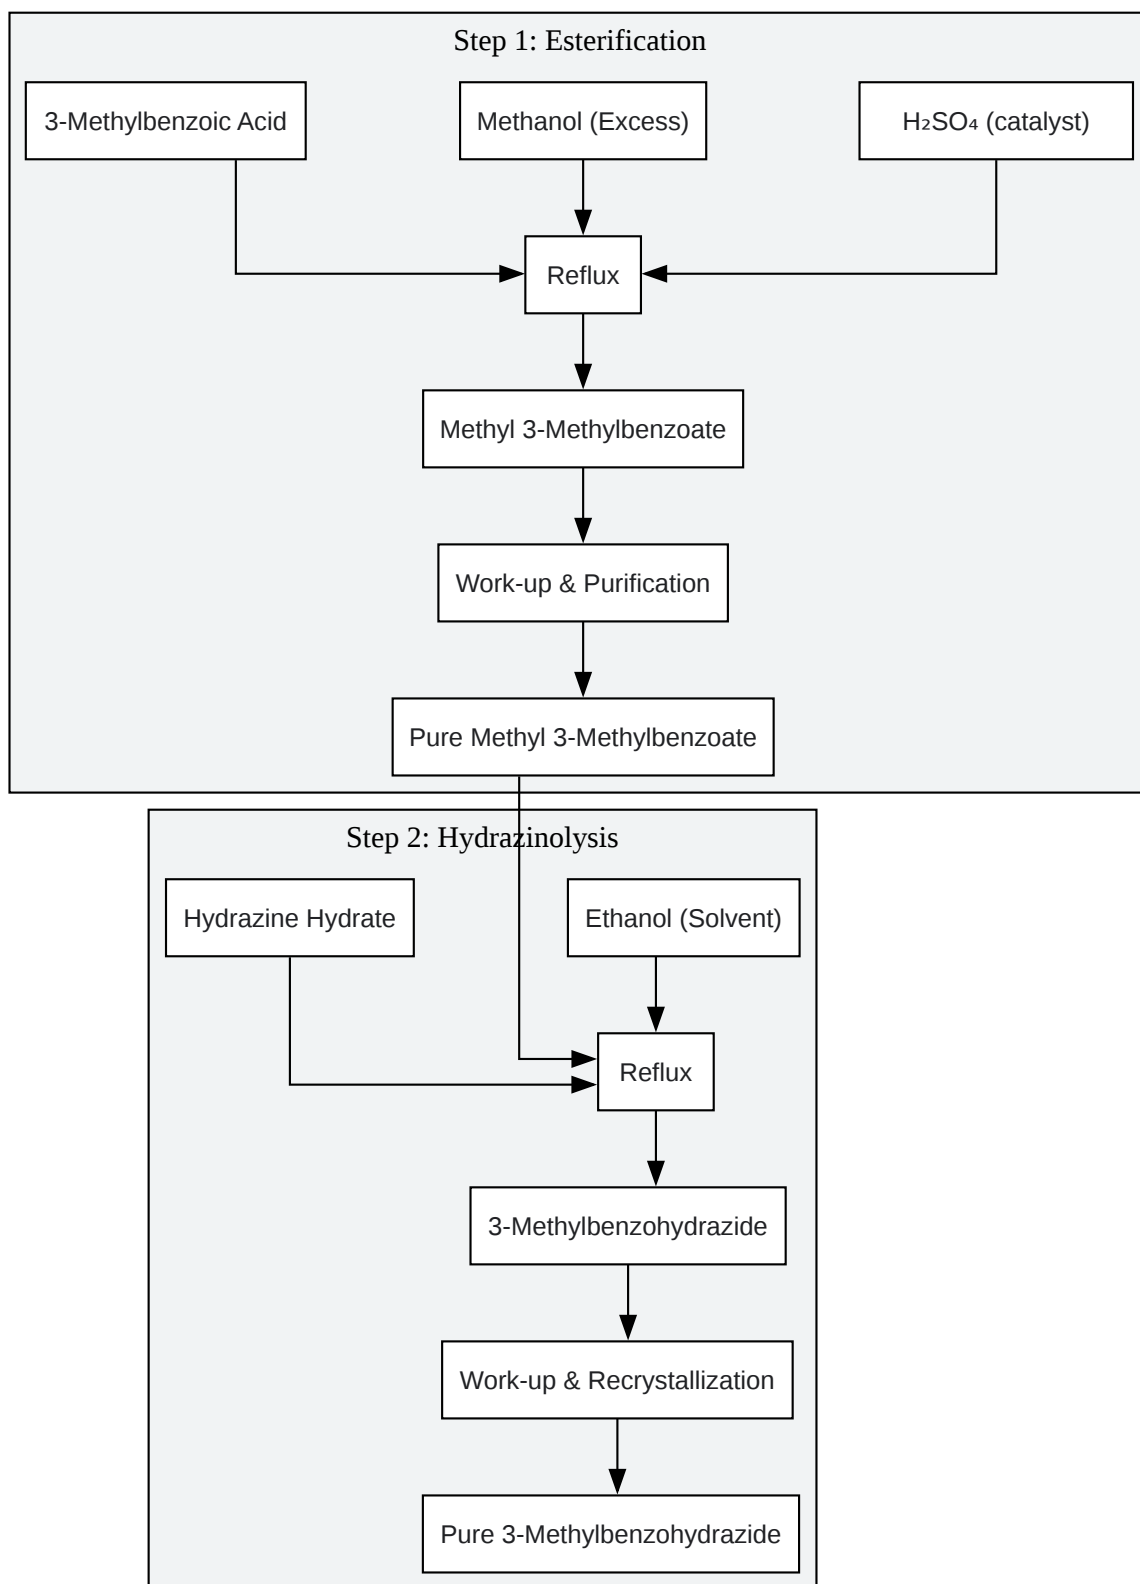 Step 1: Esterification
3-Methylbenzoic Acid
Methanol (Excess)
H₂SO₄ (catalyst)
Reflux
Methyl 3-Methylbenzoate
Work-up & Purification
Pure Methyl 3-Methylbenzoate
Step 2: Hydrazinolysis
Hydrazine Hydrate
Ethanol (Solvent)
Reflux
3-Methylbenzohydrazide
Work-up & Recrystallization
Pure 3-Methylbenzohydrazide